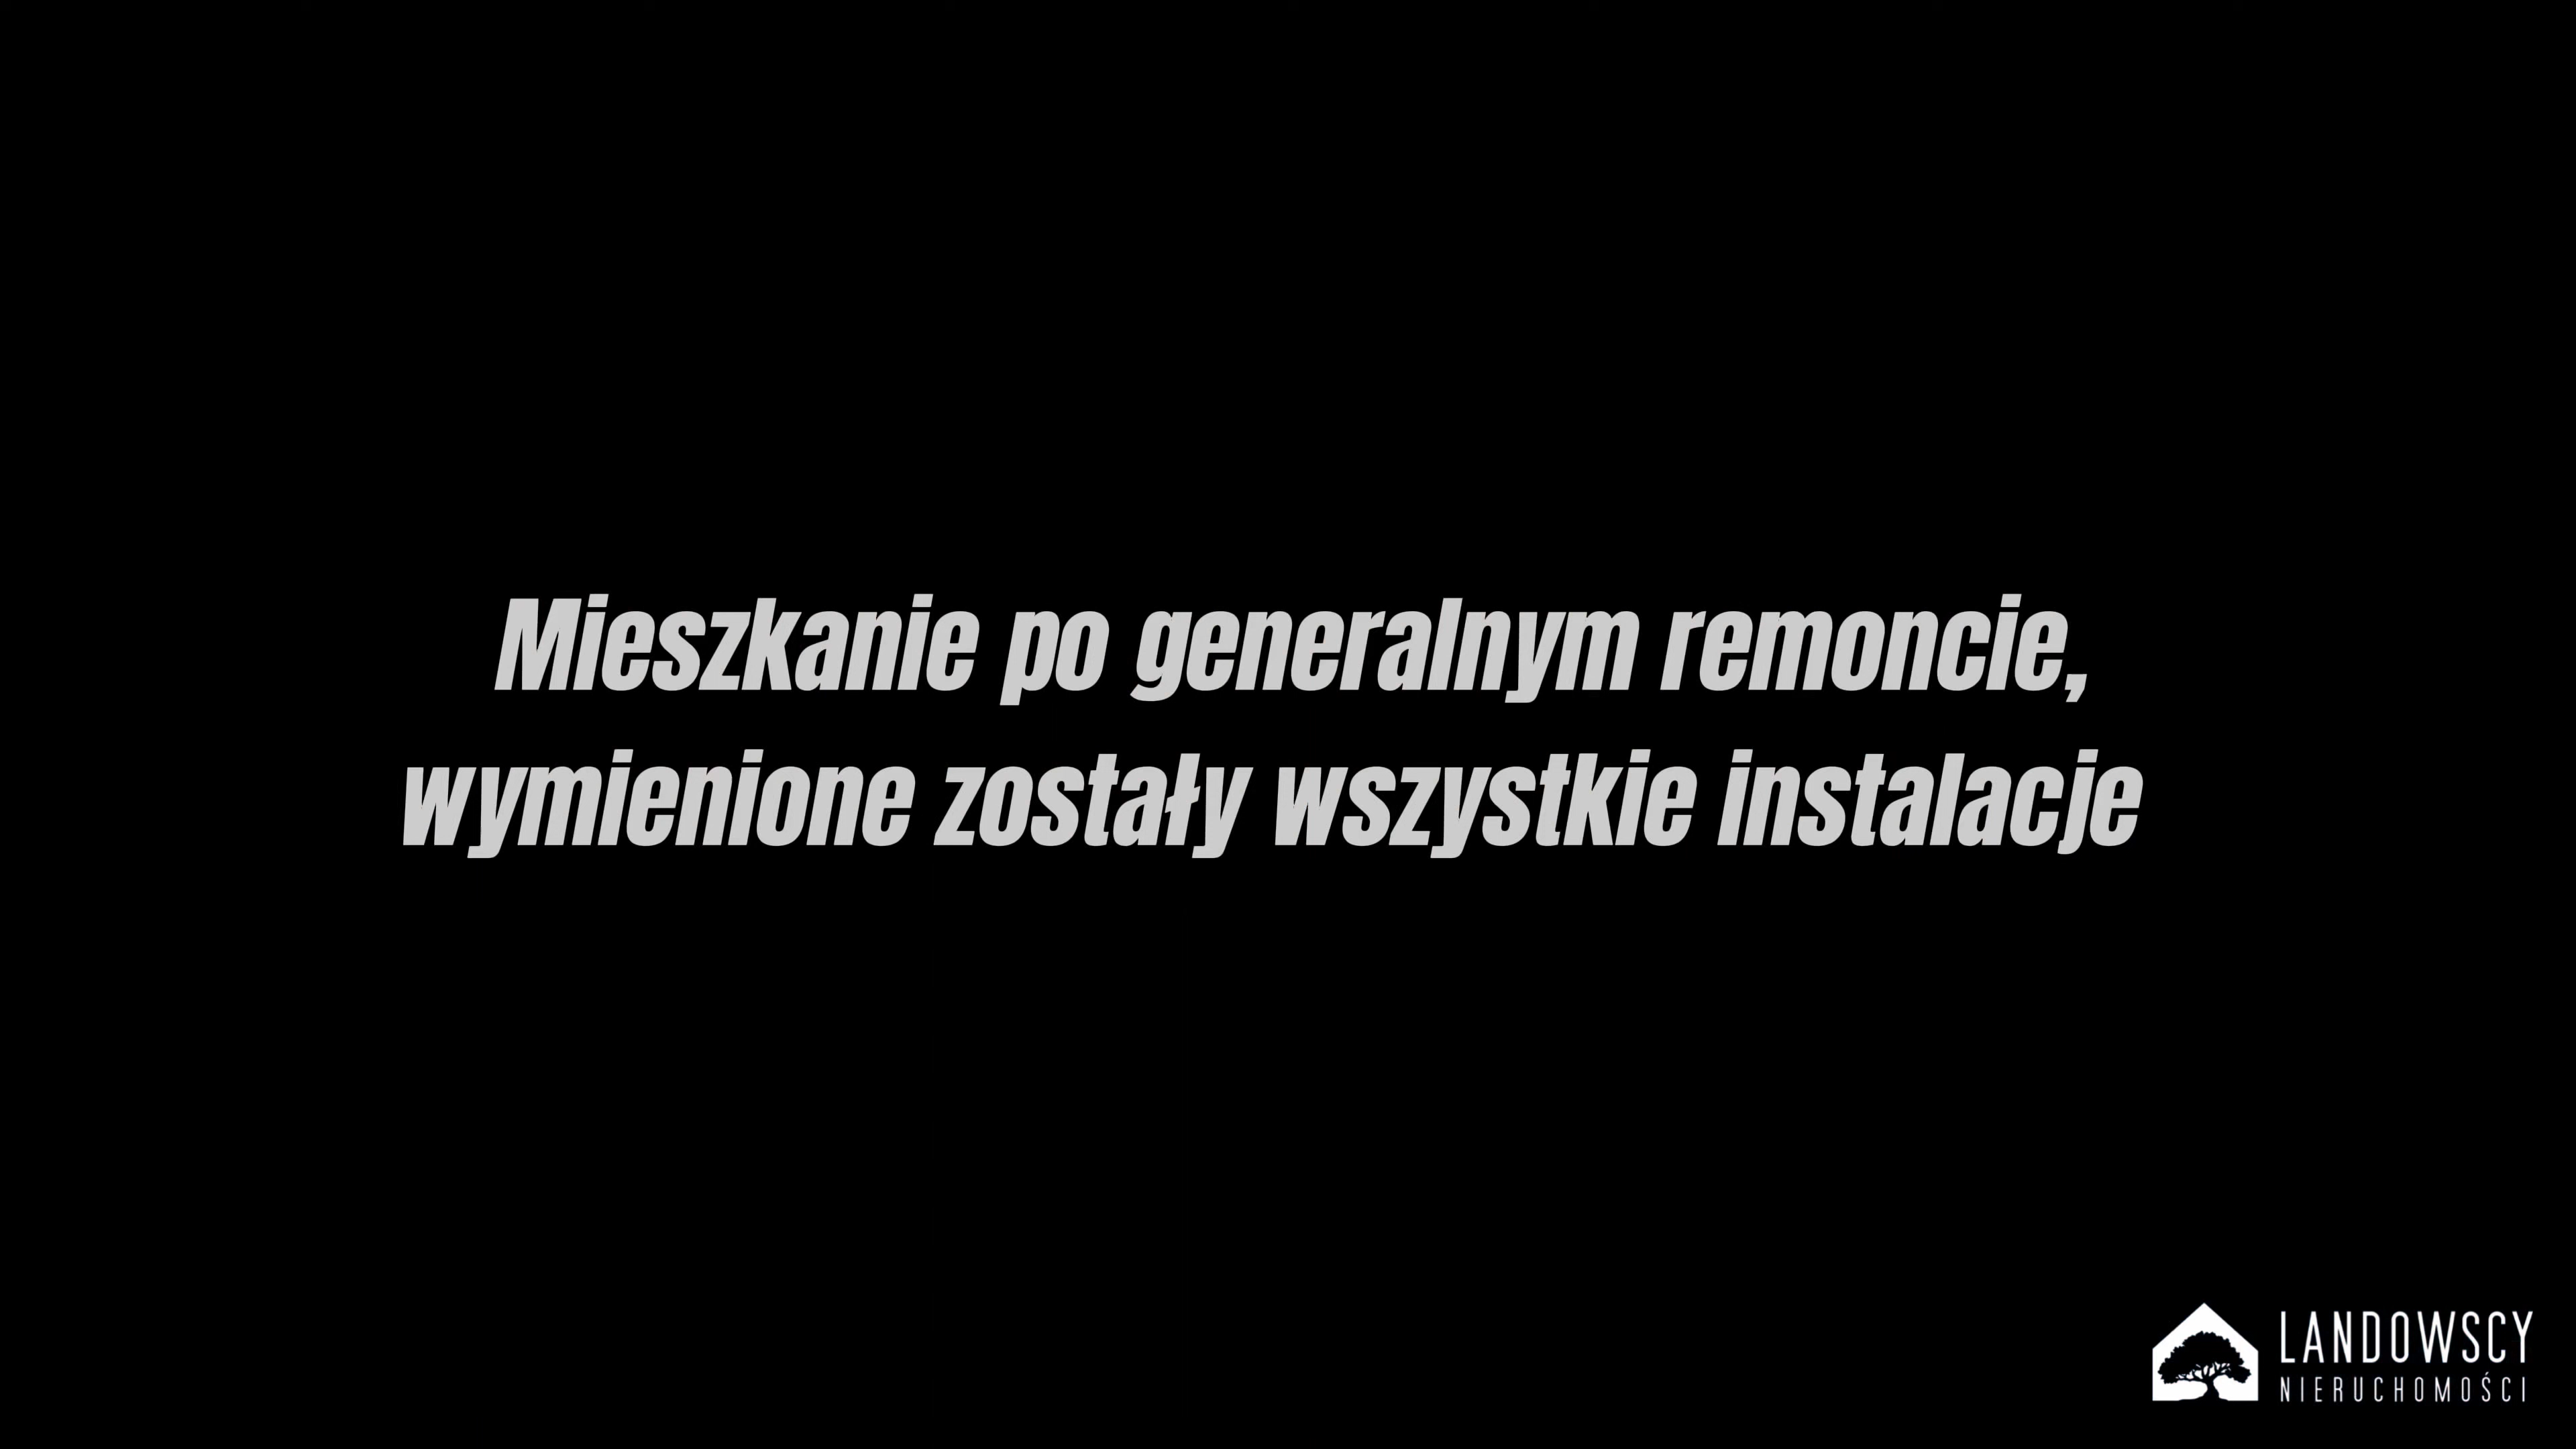 Mieszkanie po generalnym remoncie,
wymienione zostały wszystkie instalacje
LANDOWSCY
NIERUCHOMOŚCI